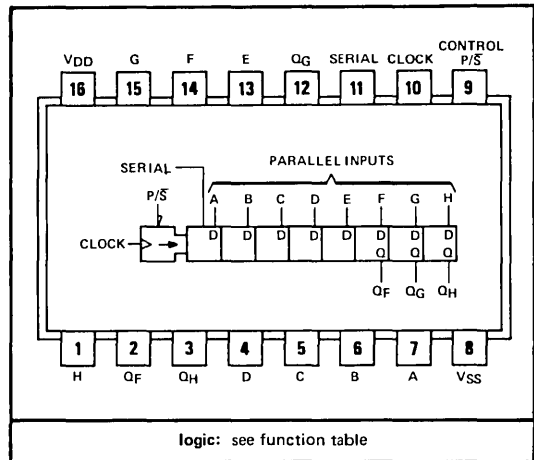 VDD G F E QG SERIAL CLOCK CONTROL P/S̅
16 15 14 13 12 11 10 9
PARALLEL INPUTS
SERIAL
P/S̅
A B C D E F G H
CLOCK
D D D D D D D D
Q Q Q
QF QG QH
1 2 3 4 5 6 7 8
H QF QH D C B A VSS
logic: see function table